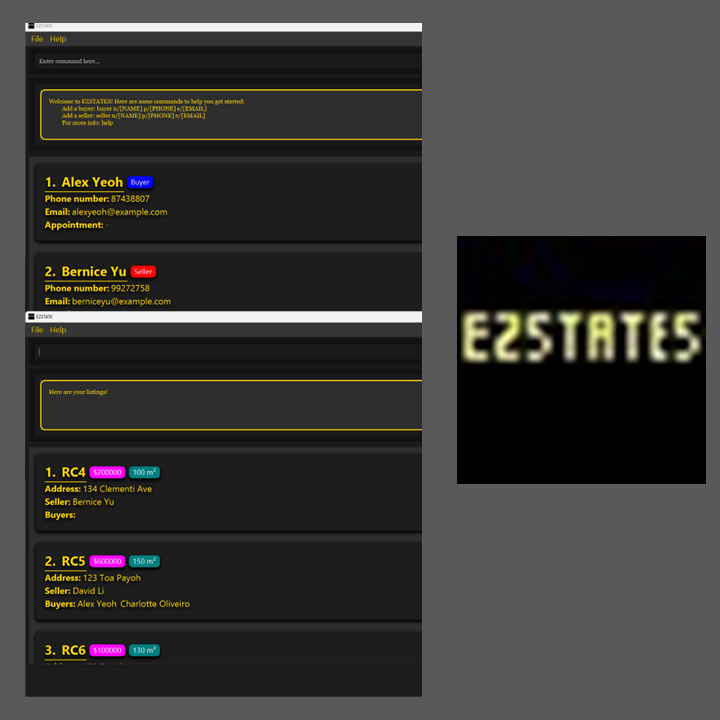 EZSTATES
File Help
Enter command here...
Welcome to EZSTATES! Here are some commands to help you get started:
Add a buyer: buyer n/[NAME] p/[PHONE] e/[EMAIL]
Add a seller: seller n/[NAME] p/[PHONE] e/[EMAIL]
For more info: help
1. Alex Yeoh Buyer
Phone number: 87438807
Email: alexyeoh@example.com
Appointment: -
2. Bernice Yu Seller
Phone number: 99272758
Email: berniceyu@example.com
EZSTATES
File Help
Here are your listings!
1. RC4 $200000 100 m²
Address: 134 Clementi Ave
Seller: Bernice Yu
Buyers:
2. RC5 $600000 150 m²
Address: 123 Toa Payoh
Seller: David Li
Buyers: Alex Yeoh Charlotte Oliveiro
3. RC6 $100000 130 m²
EZSTATES